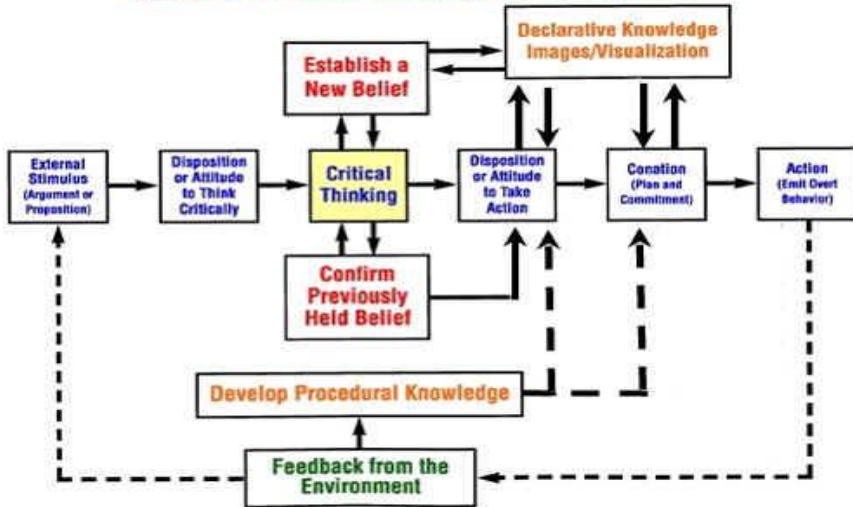 Declarative Knowledge
Images/Visualization
Establish a
New Belief
External
Stimulus
(Argument or
Proposition)
Disposition
or Attitude
to Think
Critically
Critical
Thinking
Disposition
or Attitude
to Take
Action
Conation
(Plan and
Commitment)
Action
(Emit Overt
Behavior)
Confirm
Previously
Held Belief
Develop Procedural Knowledge
Feedback from the
Environment